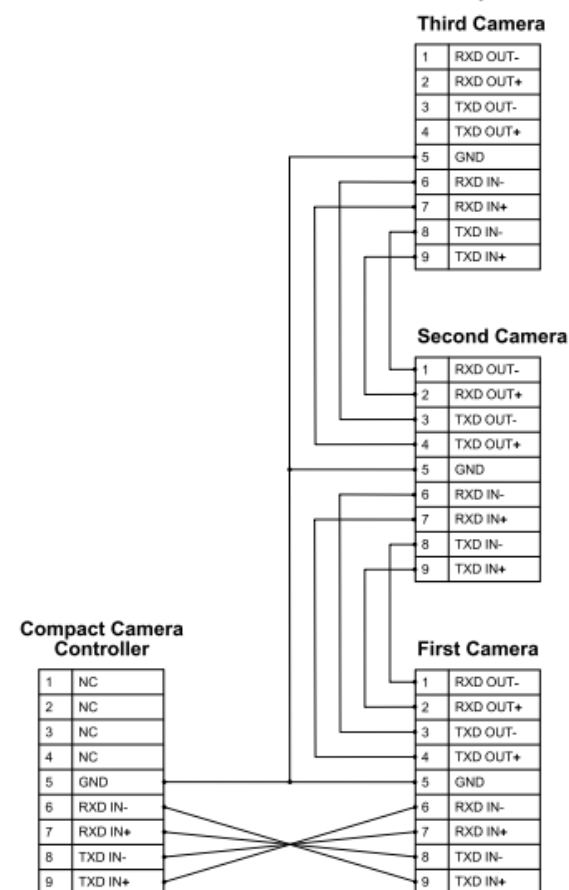 Third Camera
1 RXD OUT-
2 RXD OUT+
3 TXD OUT-
4 TXD OUT+
5 GND
6 RXD IN-
7 RXD IN+
8 TXD IN-
9 TXD IN+
Second Camera
1 RXD OUT-
2 RXD OUT+
3 TXD OUT-
4 TXD OUT+
5 GND
6 RXD IN-
7 RXD IN+
8 TXD IN-
9 TXD IN+
Compact Camera
Controller
1 NC
2 NC
3 NC
4 NC
5 GND
6 RXD IN-
7 RXD IN+
8 TXD IN-
9 TXD IN+
First Camera
1 RXD OUT-
2 RXD OUT+
3 TXD OUT-
4 TXD OUT+
5 GND
6 RXD IN-
7 RXD IN+
8 TXD IN-
9 TXD IN+